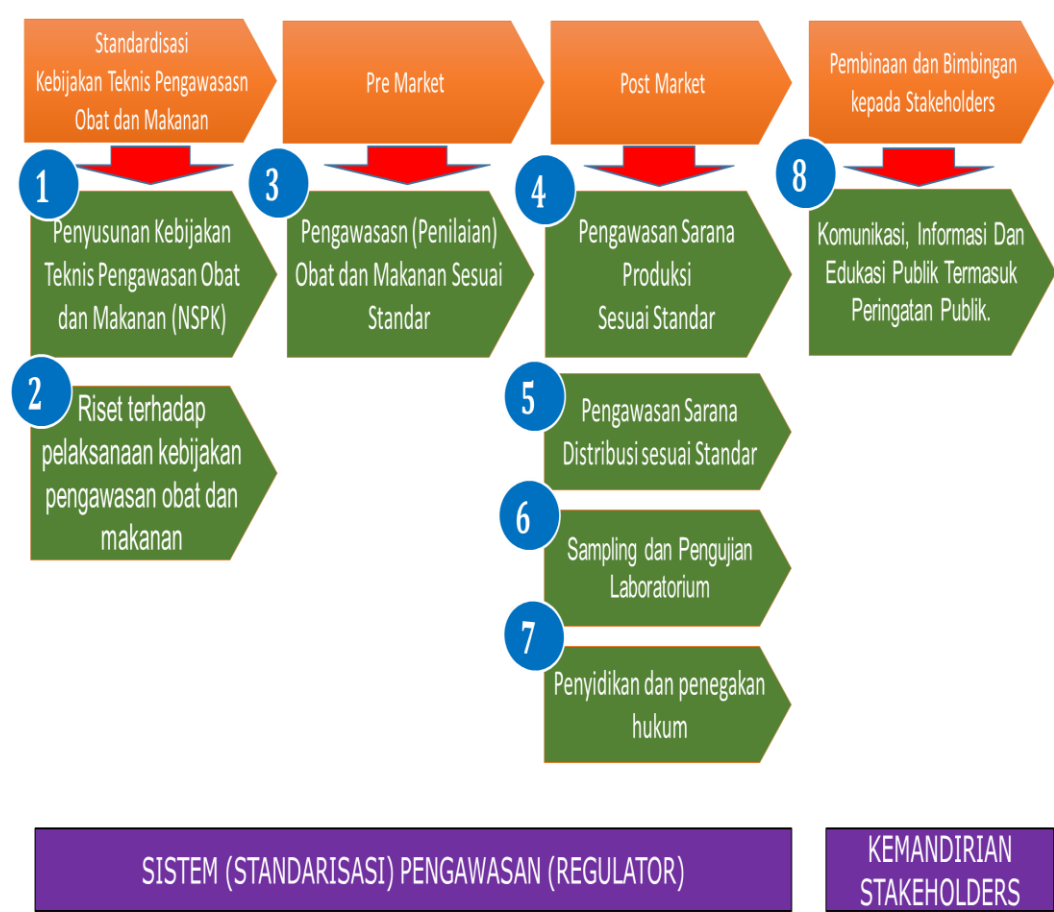 Standardisasi
Kebijakan Teknis Pengawasasn
Obat dan Makanan
Pre Market
Post Market
Pembinaan dan Bimbingan
kepada Stakeholders
1
Penyusunan Kebijakan
Teknis Pengawasan Obat
dan Makanan (NSPK)
2
Riset terhadap
pelaksanaan kebijakan
pengawasan obat dan
makanan
3
Pengawasasn (Penilaian)
Obat dan Makanan Sesuai
Standar
4
Pengawasan Sarana
Produksi
Sesuai Standar
5
Pengawasan Sarana
Distribusi sesuai Standar
6
Sampling dan Pengujian
Laboratorium
7
Penyidikan dan penegakan
hukum
8
Komunikasi, Informasi Dan
Edukasi Publik Termasuk
Peringatan Publik.
SISTEM (STANDARISASI) PENGAWASAN (REGULATOR)
KEMANDIRIAN
STAKEHOLDERS